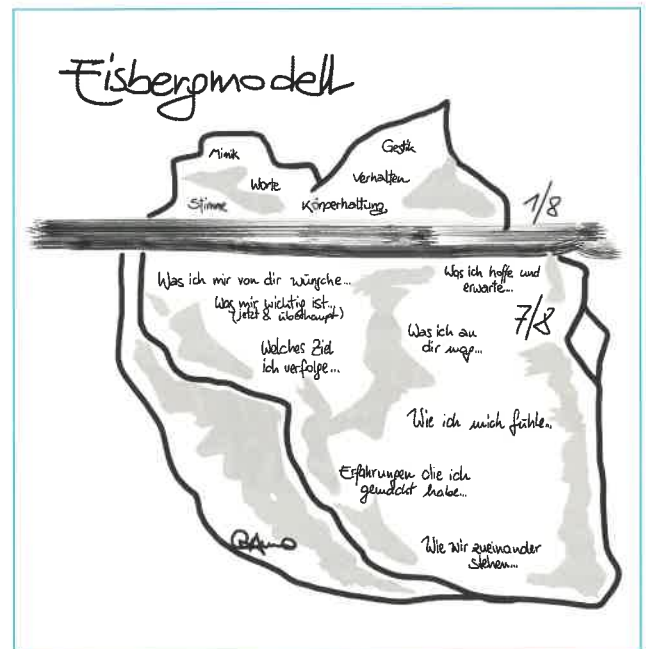 Eisbergmodell
Mimik
Gestik
Worte
Verhalten
Stimme
Körperhaltung
1/8
Was ich mir von dir wünsche...
Was ich hoffe und
erwarte...
Was mir wichtig ist...
(jetzt & überhaupt)
7/8
Was ich an
dir mag...
Welches Ziel
ich verfolge...
Wie ich mich fühle...
Erfahrungen die ich
gemacht habe...
Wie wir zueinander
stehen...